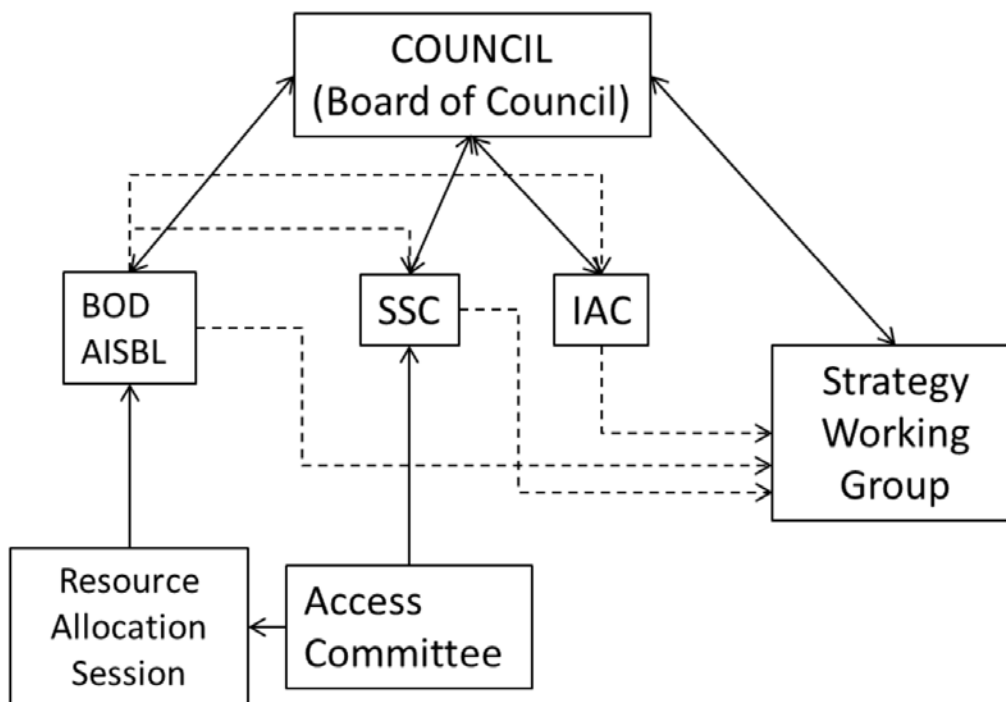 COUNCIL
(Board of Council)
BOD
AISBL
SSC
IAC
Strategy
Working
Group
Resource
Allocation
Session
Access
Committee